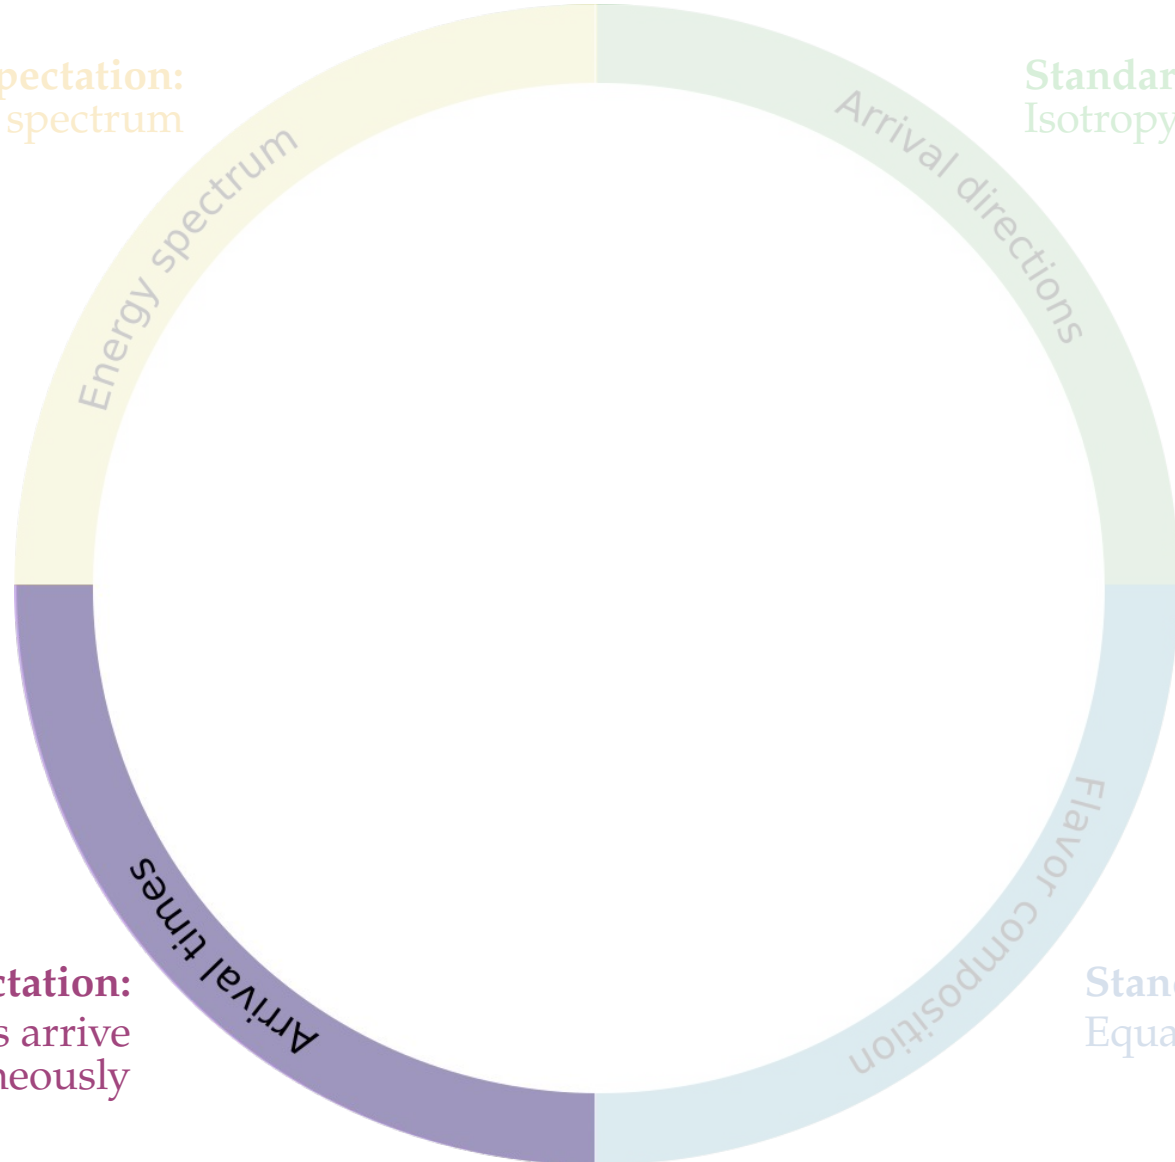 pectation:
spectrum
Standar
Isotropy
Energy spectrum
Arrival directions
Arrival times
Flavor composition
ctation:
s arrive
neously
Stan
Equa